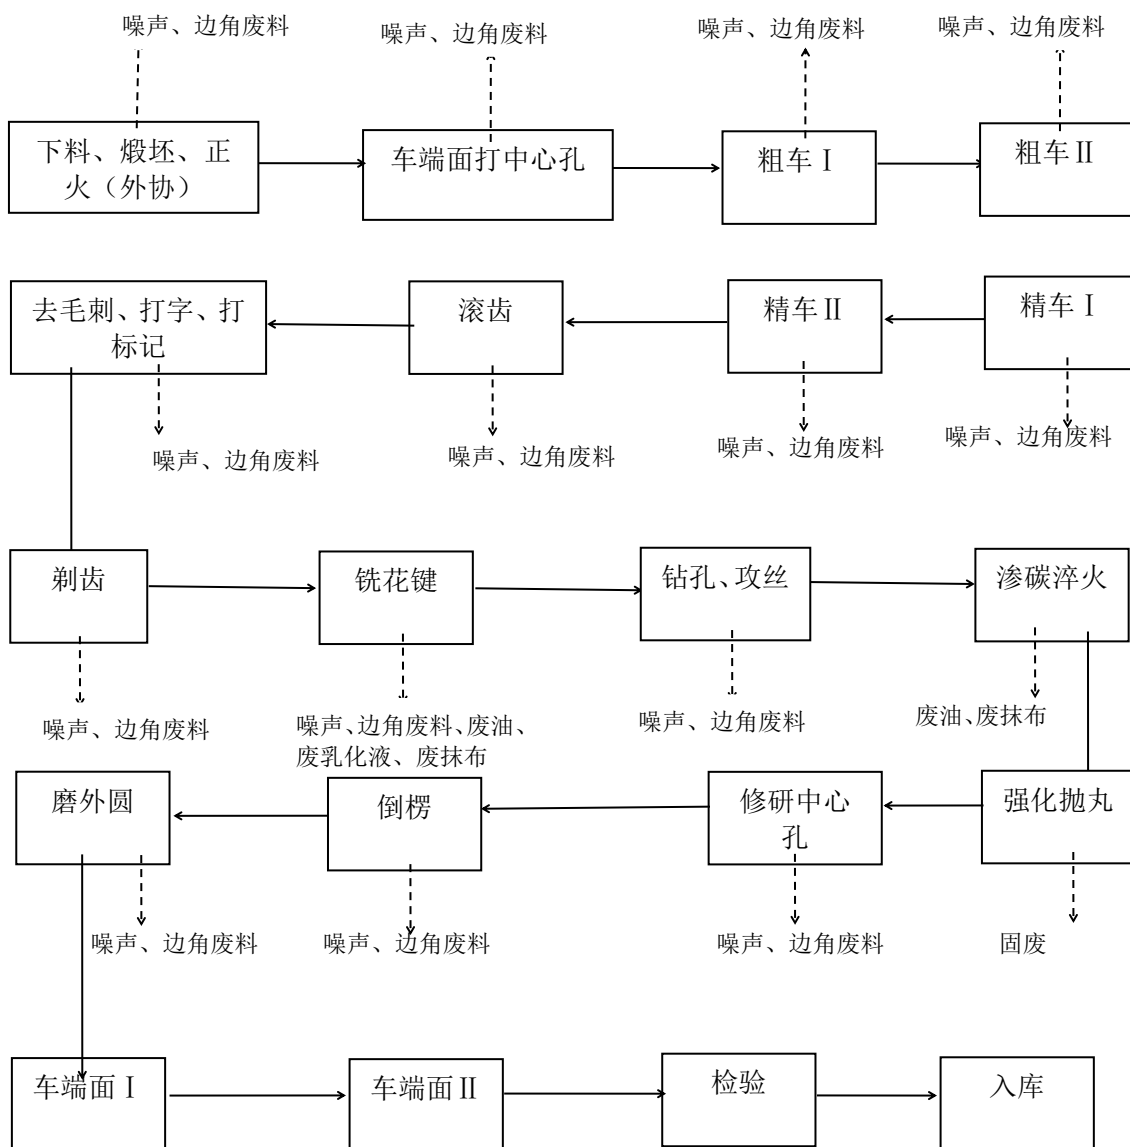 噪声、边角废料
噪声、边角废料
噪声、边角废料
噪声、边角废料
下料、煅坯、正
火（外协）
车端面打中心孔
粗车Ⅰ
粗车Ⅱ
去毛刺、打字、打
标记
滚齿
精车Ⅱ
精车Ⅰ
噪声、边角废料
噪声、边角废料
噪声、边角废料
噪声、边角废料
剃齿
铣花键
钻孔、攻丝
渗碳淬火
噪声、边角废料
噪声、边角废料、废油、
废乳化液、废抹布
噪声、边角废料
废油、废抹布
磨外圆
倒楞
修研中心
孔
强化抛丸
噪声、边角废料
噪声、边角废料
噪声、边角废料
固废
车端面Ⅰ
车端面Ⅱ
检验
入库